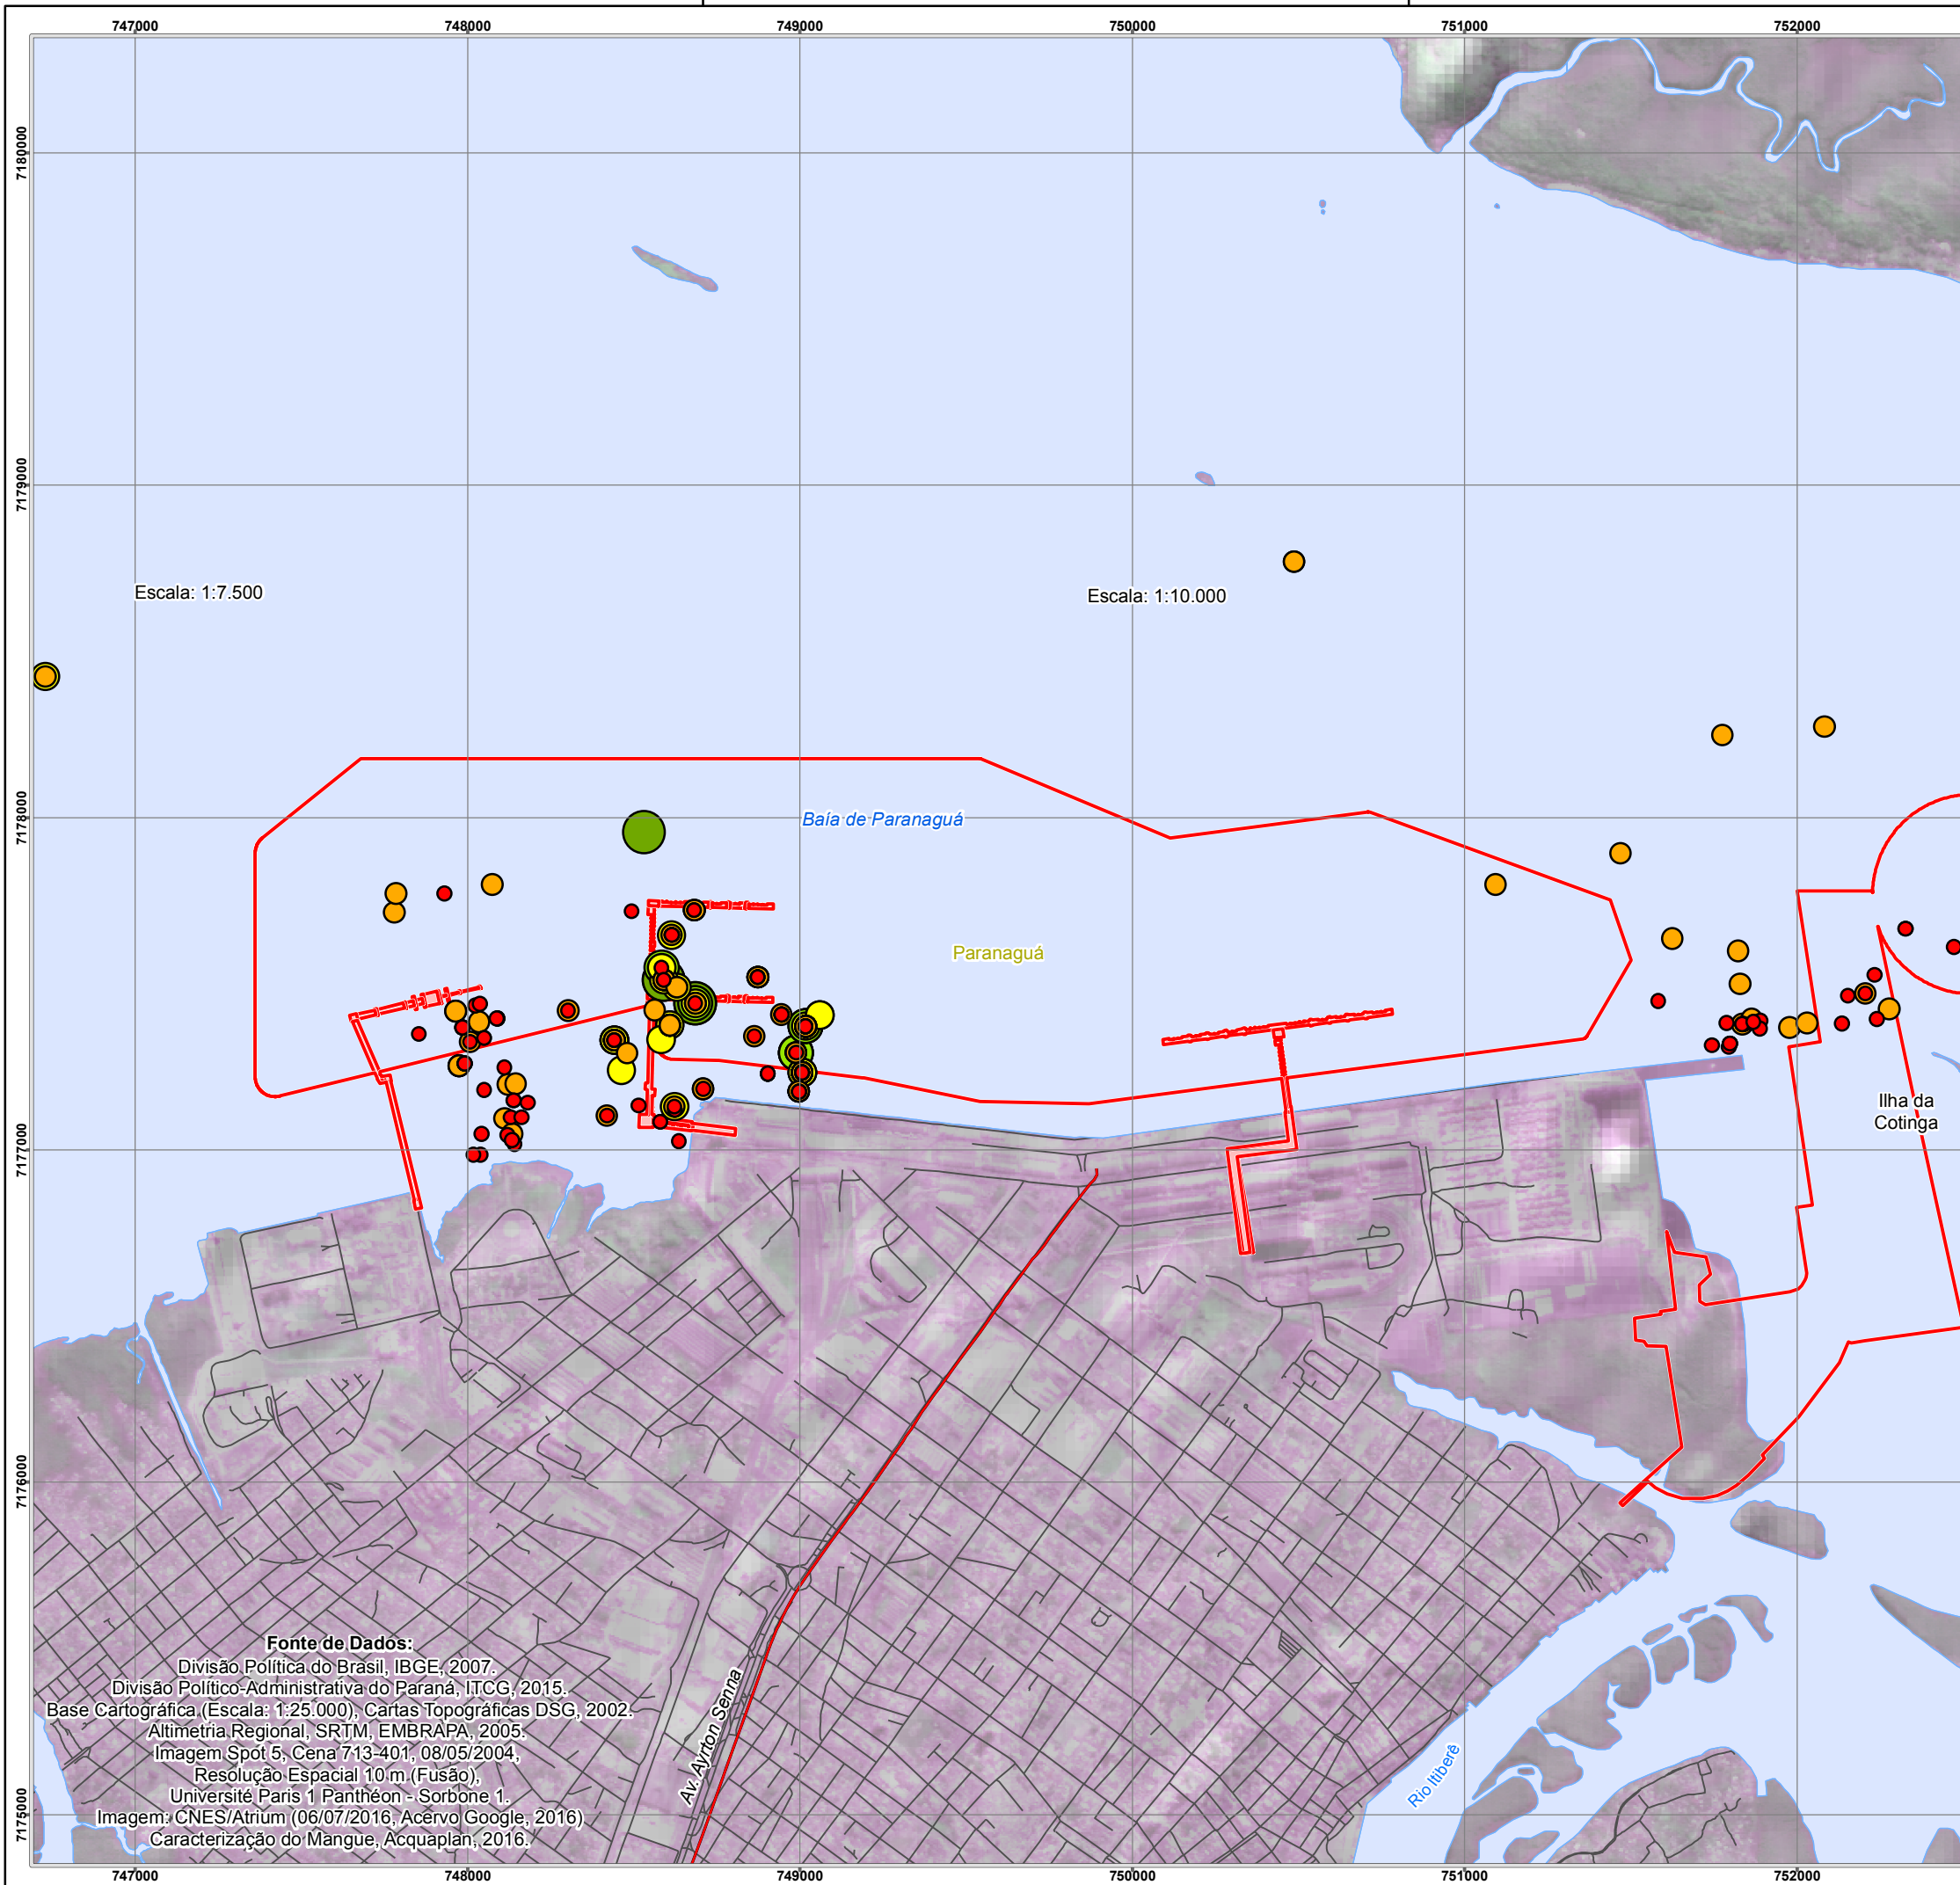 747000 748000 749000 750000 751000 752000
7180000
7179000
Escala: 1:7.500
Escala: 1:10.000
7178000
Baía de Paranaguá
Paranaguá
Ilha da
Cotinga
7177000
7176000
Fonte de Dados:
Divisão Política do Brasil, IBGE, 2007.
Divisão Político-Administrativa do Paraná, ITCG, 2015.
Base Cartográfica (Escala: 1:25.000), Cartas Topográficas DSG, 2002.
Altimetria Regional, SRTM, EMBRAPA, 2005.
Imagem Spot 5, Cena 713-401, 08/05/2004,
Resolução Espacial 10 m (Fusão),
Université Paris 1 Panthéon - Sorbone 1.
Imagem: CNES/Atrium (06/07/2016, Acervo Google, 2016)
Caracterização do Mangue, Acquaplan, 2016.
Av. Ayrton Senna
Rio Itiberê
7175000
747000 748000 749000 750000 751000 752000